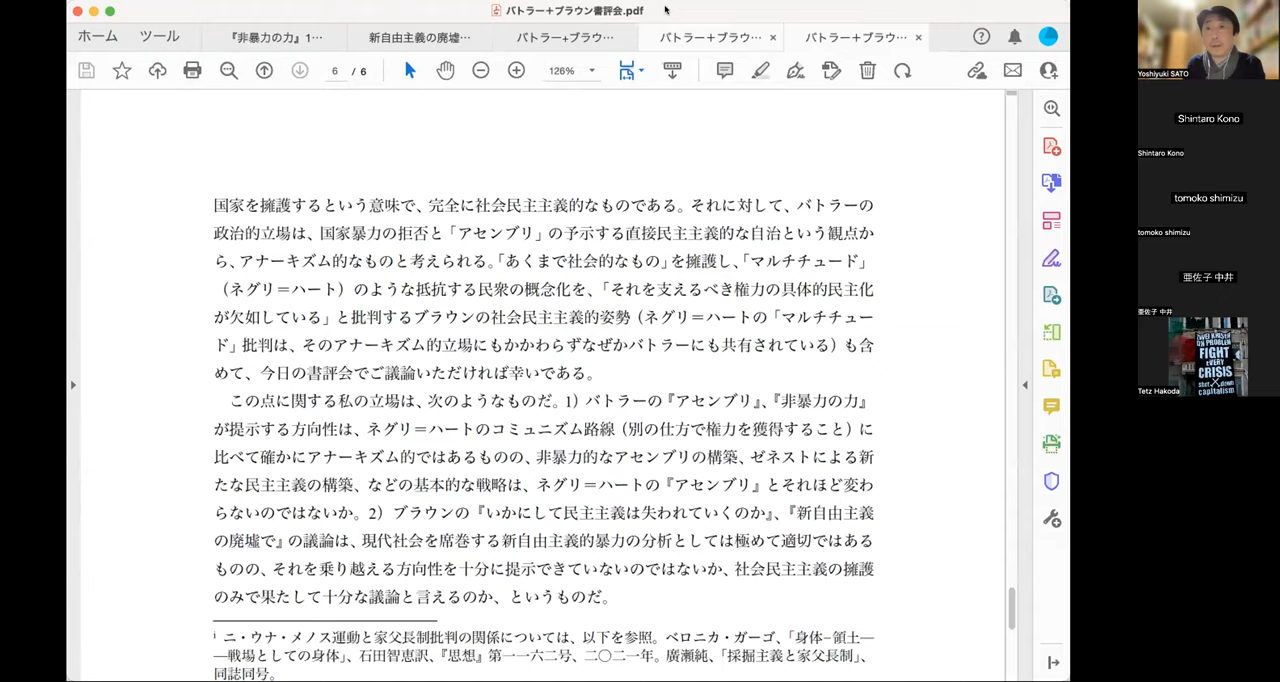 バトラー＋ブラウン書評会.pdf
ホーム
ツール
『非暴力の力』1…
新自由主義の廃墟…
バトラー+ブラウ…
バトラー＋ブラウ… ×
バトラー＋ブラウ… ×
6 / 6
126%
国家を擁護するという意味で、完全に社会民主主義的なものである。それに対して、バトラーの
政治的立場は、国家暴力の拒否と「アセンブリ」の予示する直接民主主義的な自治という観点か
ら、アナーキズム的なものと考えられる。「あくまで社会的なもの」を擁護し、「マルチチュード」
（ネグリ＝ハート）のような抵抗する民衆の概念化を、「それを支えるべき権力の具体的民主化
が欠如している」と批判するブラウンの社会民主主義的姿勢（ネグリ＝ハートの「マルチチュー
ド」批判は、そのアナーキズム的立場にもかかわらずなぜかバトラーにも共有されている）も含
めて、今日の書評会でご議論いただければ幸いである。
この点に関する私の立場は、次のようなものだ。1）バトラーの『アセンブリ』、『非暴力の力』
が提示する方向性は、ネグリ＝ハートのコミュニズム路線（別の仕方で権力を獲得すること）に
比べて確かにアナーキズム的ではあるものの、非暴力的なアセンブリの構築、ゼネストによる新
たな民主主義の構築、などの基本的な戦略は、ネグリ＝ハートの『アセンブリ』とそれほど変わ
らないのではないか。2）ブラウンの『いかにして民主主義は失われていくのか』、『新自由主義
の廃墟で』の議論は、現代社会を席巻する新自由主義的暴力の分析としては極めて適切ではある
ものの、それを乗り越える方向性を十分に提示できていないのではないか、社会民主主義の擁護
のみで果たして十分な議論と言えるのか、というものだ。
i ニ・ウナ・メノス運動と家父長制批判の関係については、以下を参照。ベロニカ・ガーゴ、「身体−領土—
—戦場としての身体」、石田智恵訳、『思想』第一一六二号、二〇二一年。廣瀬純、「採掘主義と家父長制」、
同誌同号。
Yoshiyuki SATO
Shintaro Kono
Shintaro Kono
tomoko shimizu
tomoko shimizu
亜佐子 中井
亜佐子 中井
FIGHT
EVERY
CRISIS
shut down
capitalism
Tetz Hakoda